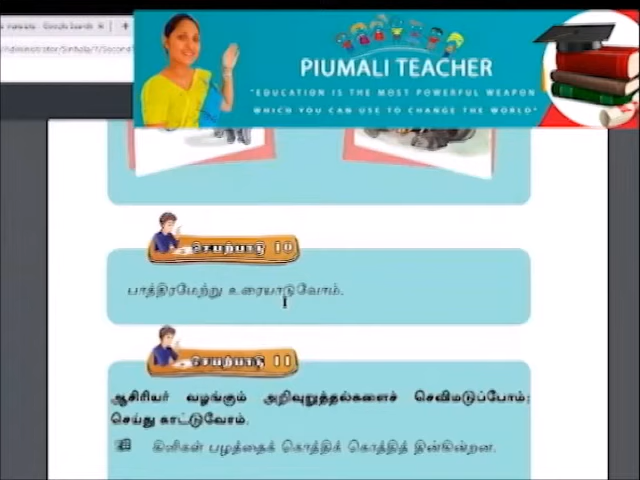 PIUMALI TEACHER
"EDUCATION IS THE MOST POWERFUL WEAPON
WHICH YOU CAN USE TO CHANGE THE WORLD"
செயற்பாடு 10
பாத்திரமேற்று உரையாடுவோம்.
செயற்பாடு 11
ஆசிரியர் வழங்கும் அறிவுறுத்தல்களைச் செவிமடுப்போம்;
செய்து காட்டுவோம்.
கிளிகள் பழத்தைக் கொத்திக் கொத்தித் தின்கின்றன.